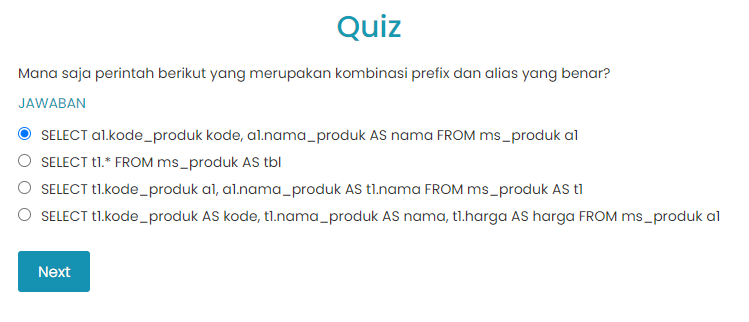 Quiz
Mana saja perintah berikut yang merupakan kombinasi prefix dan alias yang benar?
JAWABAN
SELECT a1.kode_produk kode, a1.nama_produk AS nama FROM ms_produk a1
SELECT t1.* FROM ms_produk AS tbl
SELECT t1.kode_produk a1, a1.nama_produk AS t1.nama FROM ms_produk AS t1
SELECT t1.kode_produk AS kode, t1.nama_produk AS nama, t1.harga AS harga FROM ms_produk a1
Next